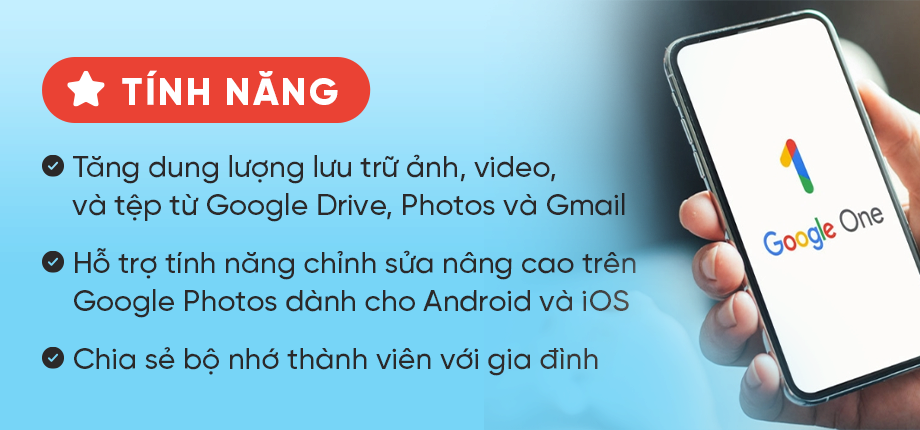 TÍNH NĂNG
Tăng dung lượng lưu trữ ảnh, video,
và tệp từ Google Drive, Photos và Gmail
Hỗ trợ tính năng chỉnh sửa nâng cao trên
Google Photos dành cho Android và iOS
Chia sẻ bộ nhớ thành viên với gia đình
1
Google One